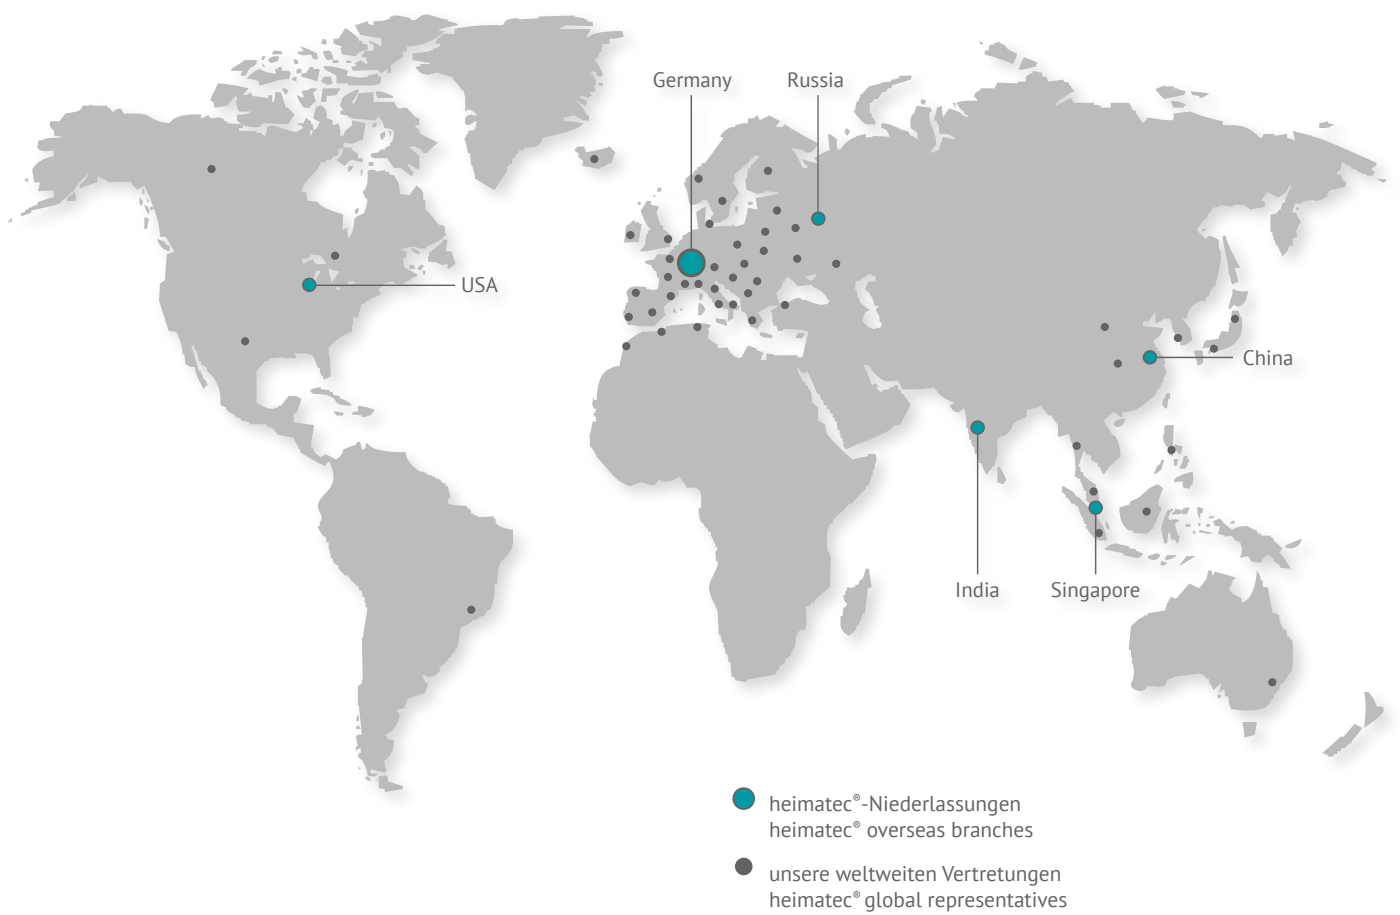 Germany
Russia
USA
China
India
Singapore
heimatec®-Niederlassungen
heimatec® overseas branches
unsere weltweiten Vertretungen
heimatec® global representatives